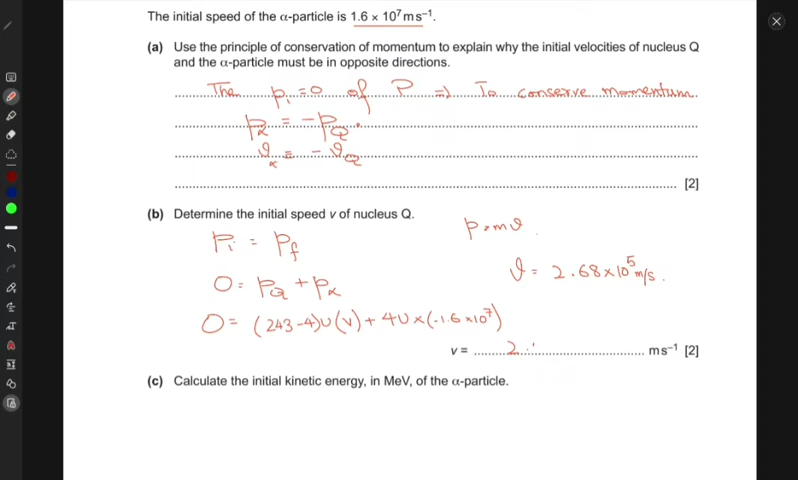 The initial speed of the α-particle is 1.6 × 10⁷ m s⁻¹.
(a) Use the principle of conservation of momentum to explain why the initial velocities of nucleus Q
and the α-particle must be in opposite directions.
The pᵢ = 0 of P ⇒ To conserve momentum
p_α = -p_Q.
v_α = -v_Q
[2]
(b) Determine the initial speed v of nucleus Q.
Pᵢ = P_f
p = mv
0 = p_Q + p_α
v = 2.68 × 10⁵ m/s.
0 = (243-4)U(V) + 4U × (-1.6 × 10⁷)
v = 2. m s⁻¹ [2]
(c) Calculate the initial kinetic energy, in MeV, of the α-particle.